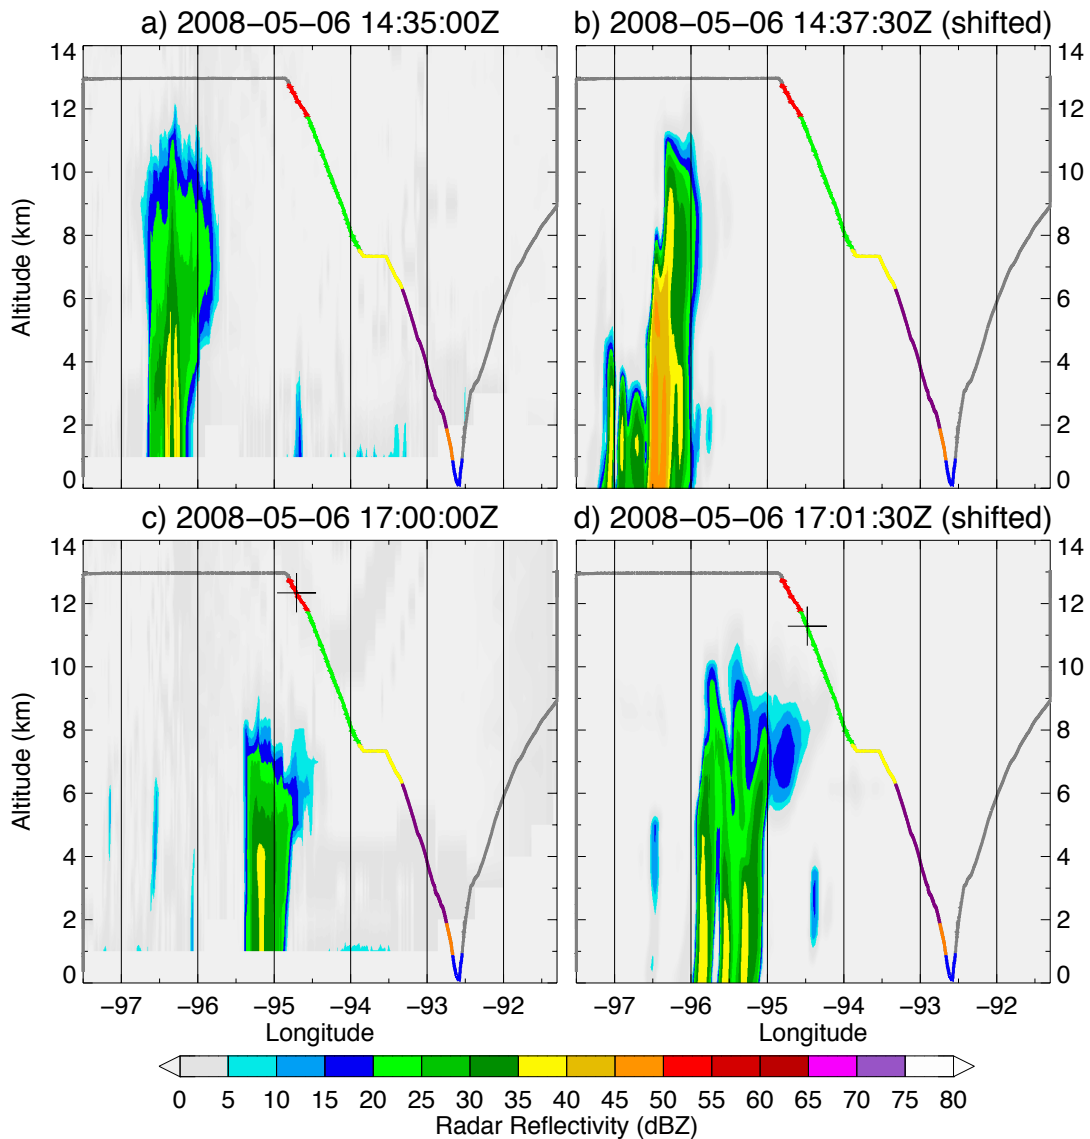 a) 2008−05−06 14:35:00Z
b) 2008−05−06 14:37:30Z (shifted)
14
12
10
8
6
4
2
0
Altitude (km)
14
12
10
8
6
4
2
0
c) 2008−05−06 17:00:00Z
d) 2008−05−06 17:01:30Z (shifted)
14
12
10
8
6
4
2
0
Altitude (km)
14
12
10
8
6
4
2
0
−97 −96 −95 −94 −93 −92
Longitude
−97 −96 −95 −94 −93 −92
Longitude
0 5 10 15 20 25 30 35 40 45 50 55 60 65 70 75 80
Radar Reflectivity (dBZ)